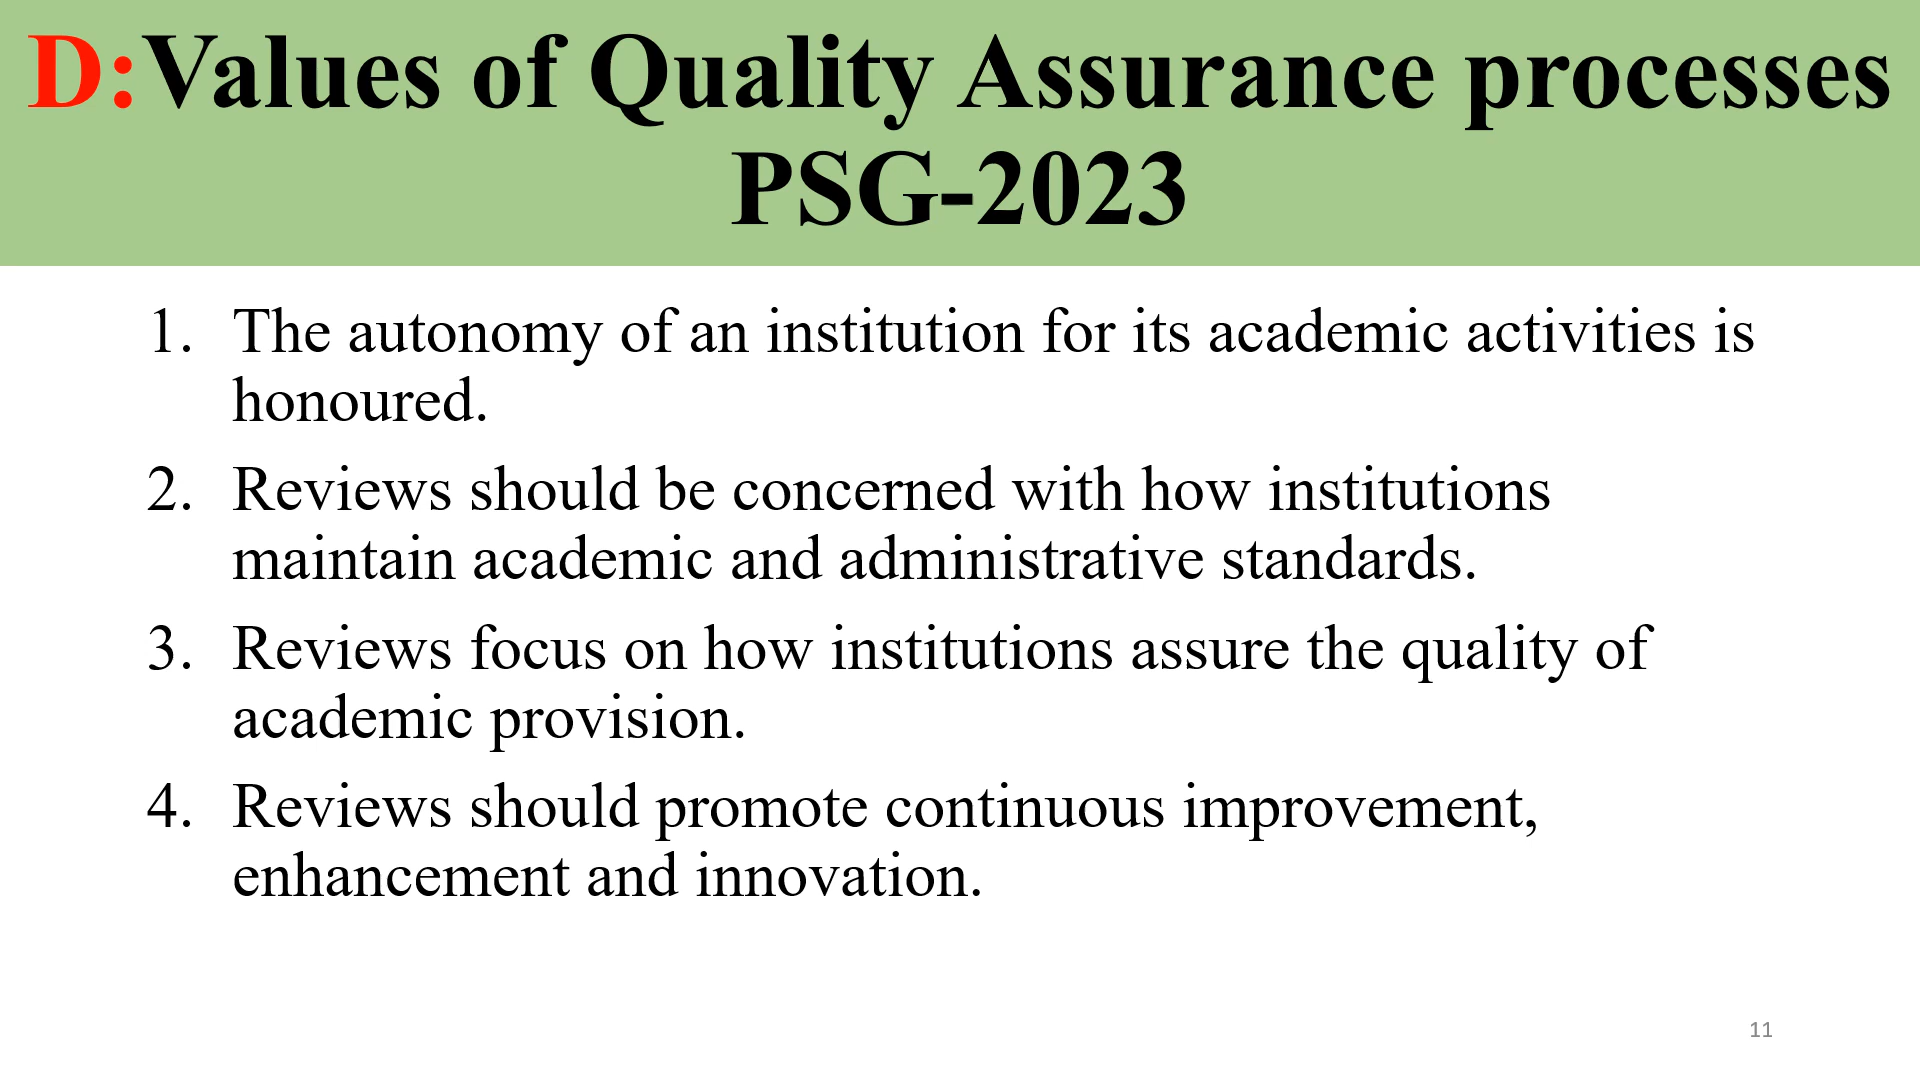 D:Values of Quality Assurance processes
PSG-2023
1. The autonomy of an institution for its academic activities is
honoured.
2. Reviews should be concerned with how institutions
maintain academic and administrative standards.
3. Reviews focus on how institutions assure the quality of
academic provision.
4. Reviews should promote continuous improvement,
enhancement and innovation.
11